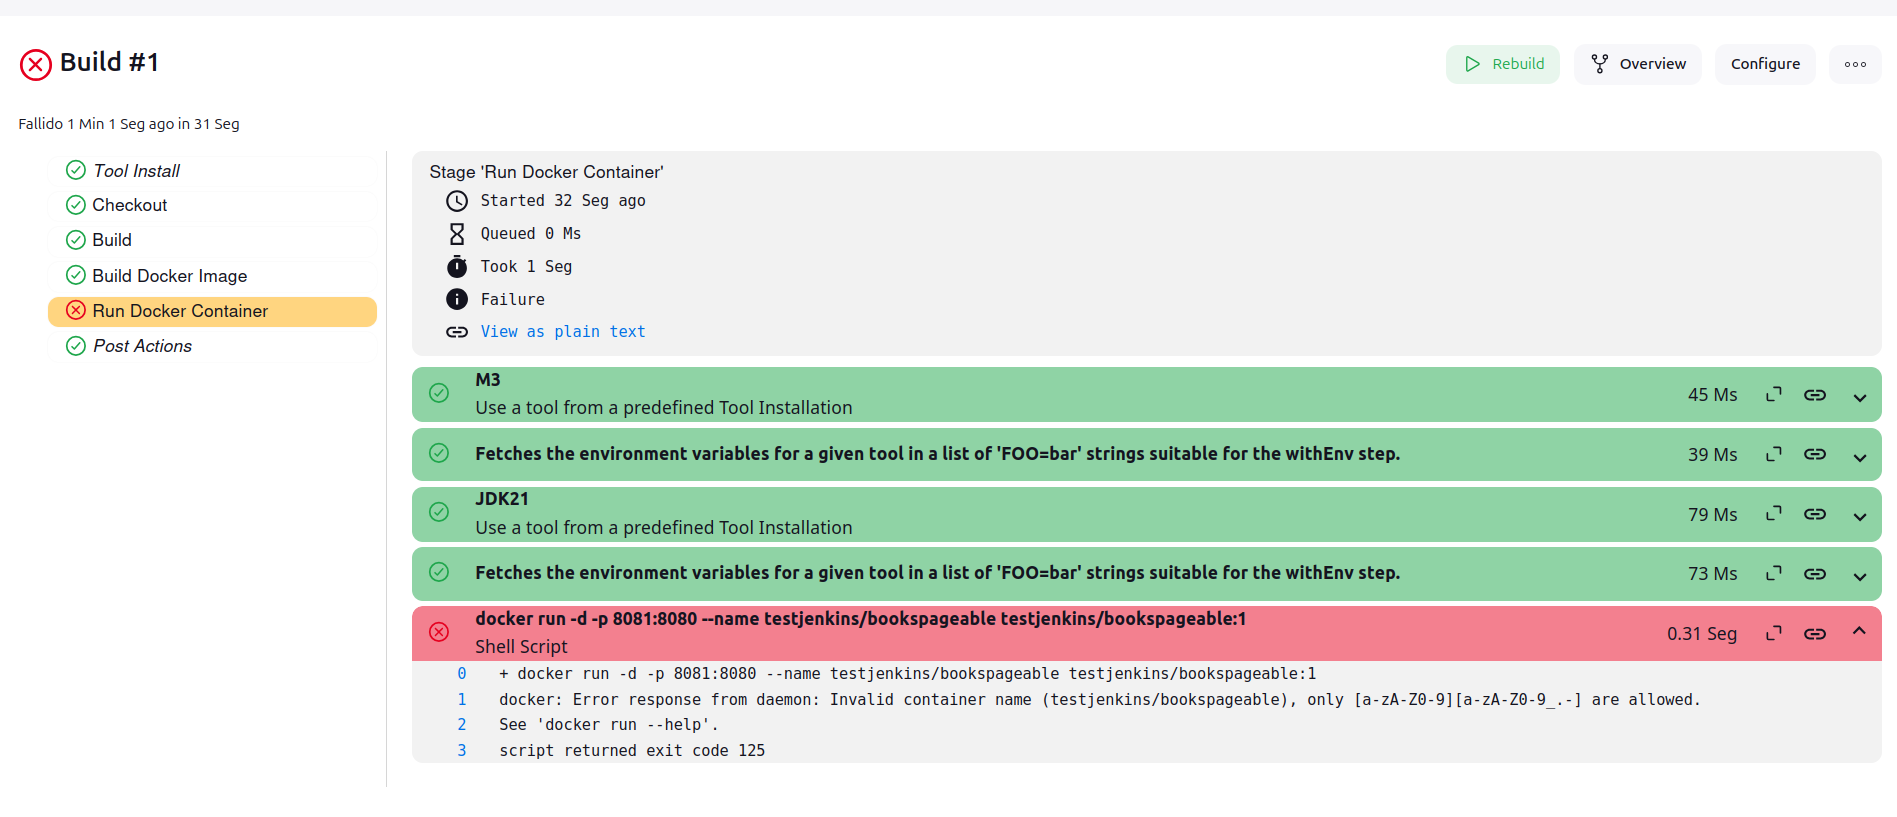 Build #1
Rebuild
Overview
Configure
Fallido 1 Min 1 Seg ago in 31 Seg
Tool Install
Checkout
Build
Build Docker Image
Run Docker Container
Post Actions
Stage 'Run Docker Container'
Started 32 Seg ago
Queued 0 Ms
Took 1 Seg
Failure
View as plain text
M3
Use a tool from a predefined Tool Installation
45 Ms
Fetches the environment variables for a given tool in a list of 'FOO=bar' strings suitable for the withEnv step.
39 Ms
JDK21
Use a tool from a predefined Tool Installation
79 Ms
Fetches the environment variables for a given tool in a list of 'FOO=bar' strings suitable for the withEnv step.
73 Ms
docker run -d -p 8081:8080 --name testjenkins/bookspageable testjenkins/bookspageable:1
Shell Script
0.31 Seg
0 + docker run -d -p 8081:8080 --name testjenkins/bookspageable testjenkins/bookspageable:1
1 docker: Error response from daemon: Invalid container name (testjenkins/bookspageable), only [a-zA-Z0-9][a-zA-Z0-9_.-] are allowed.
2 See 'docker run --help'.
3 script returned exit code 125